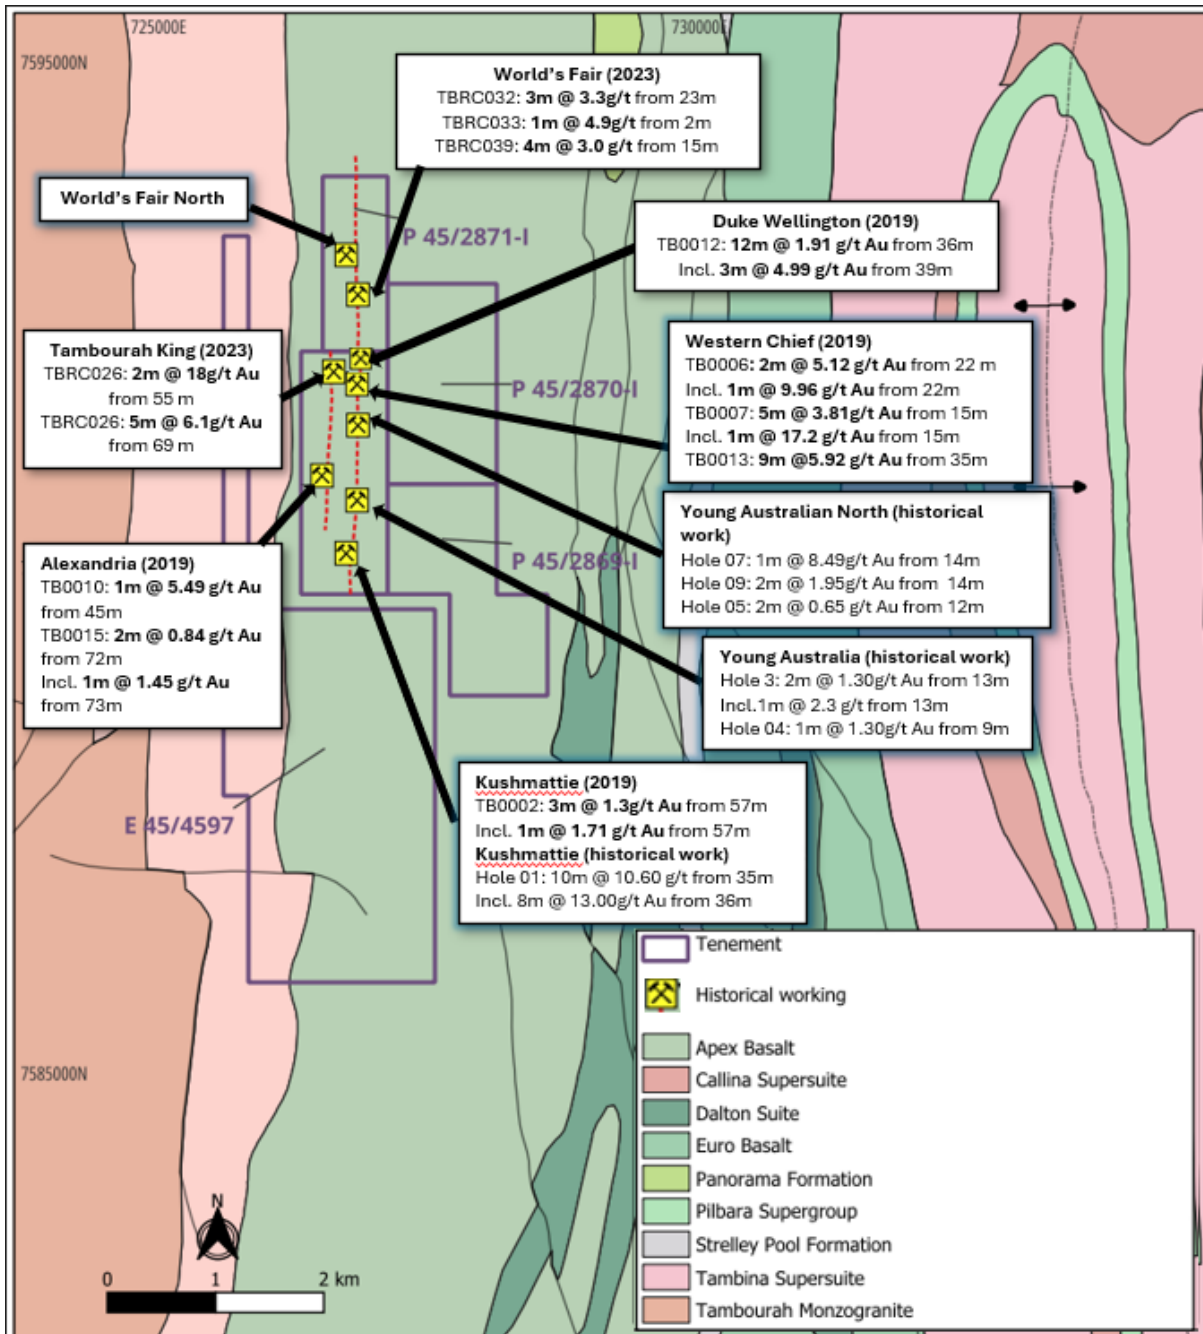 725000E
730000E
7595000N
World's Fair (2023)
TBRC032: 3m @ 3.3g/t from 23m
TBRC033: 1m @ 4.9g/t from 2m
TBRC039: 4m @ 3.0 g/t from 15m
World's Fair North
P 45/2871-I
Duke Wellington (2019)
TB0012: 12m @ 1.91 g/t Au from 36m
Incl. 3m @ 4.99 g/t Au from 39m
Tambourah King (2023)
TBRC026: 2m @ 18g/t Au
from 55 m
TBRC026: 5m @ 6.1g/t Au
from 69 m
P 45/2870-I
Western Chief (2019)
TB0006: 2m @ 5.12 g/t Au from 22 m
Incl. 1m @ 9.96 g/t Au from 22m
TB0007: 5m @ 3.81g/t Au from 15m
Incl. 1m @ 17.2 g/t Au from 15m
TB0013: 9m @5.92 g/t Au from 35m
Young Australian North (historical
work)
Hole 07: 1m @ 8.49g/t Au from 14m
Hole 09: 2m @ 1.95g/t Au from 14m
Hole 05: 2m @ 0.65 g/t Au from 12m
P 45/2869-I
Alexandria (2019)
TB0010: 1m @ 5.49 g/t Au
from 45m
TB0015: 2m @ 0.84 g/t Au
from 72m
Incl. 1m @ 1.45 g/t Au
from 73m
Young Australia (historical work)
Hole 3: 2m @ 1.30g/t Au from 13m
Incl.1m @ 2.3 g/t from 13m
Hole 04: 1m @ 1.30g/t Au from 9m
Kushmattie (2019)
TB0002: 3m @ 1.3g/t Au from 57m
Incl. 1m @ 1.71 g/t Au from 57m
Kushmattie (historical work)
Hole 01: 10m @ 10.60 g/t from 35m
Incl. 8m @ 13.00g/t Au from 36m
E 45/4597
Tenement
Historical working
Apex Basalt
Callina Supersuite
Dalton Suite
Euro Basalt
Panorama Formation
Pilbara Supergroup
Strelley Pool Formation
Tambina Supersuite
Tambourah Monzogranite
7585000N
N
0 1 2 km